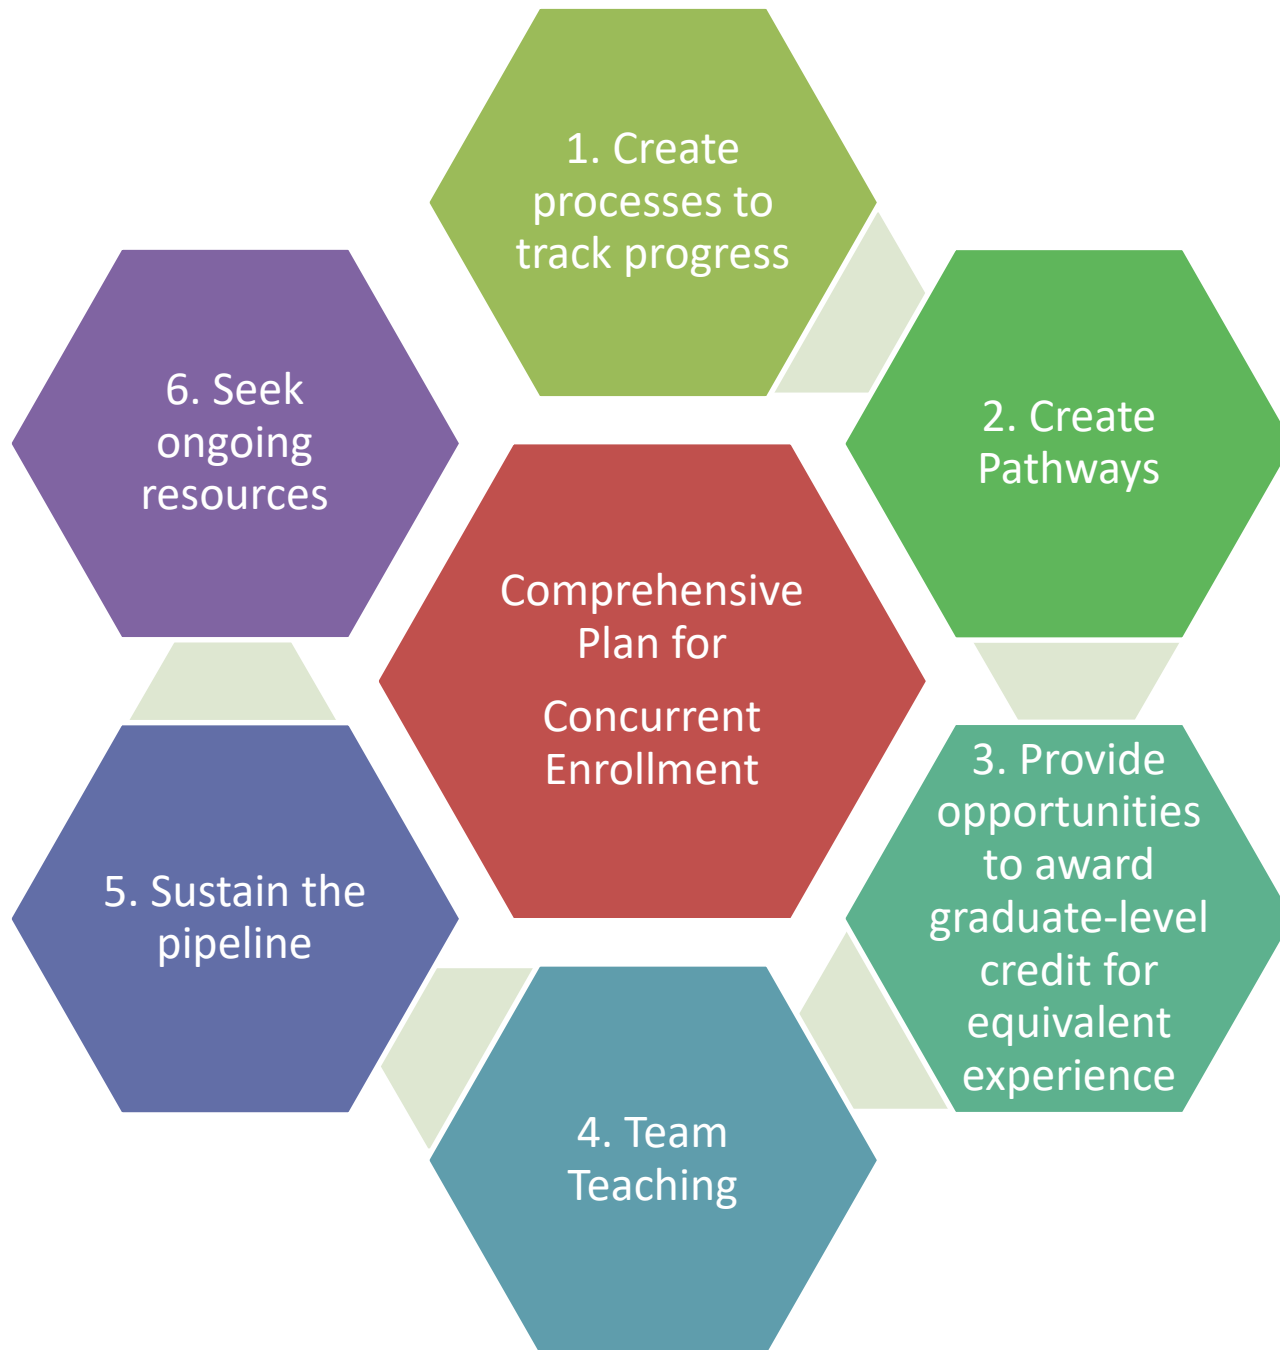 1. Create
processes to
track progress
2. Create
Pathways
3. Provide
opportunities
to award
graduate-level
credit for
equivalent
experience
4. Team
Teaching
5. Sustain the
pipeline
6. Seek
ongoing
resources
Comprehensive
Plan for
Concurrent
Enrollment